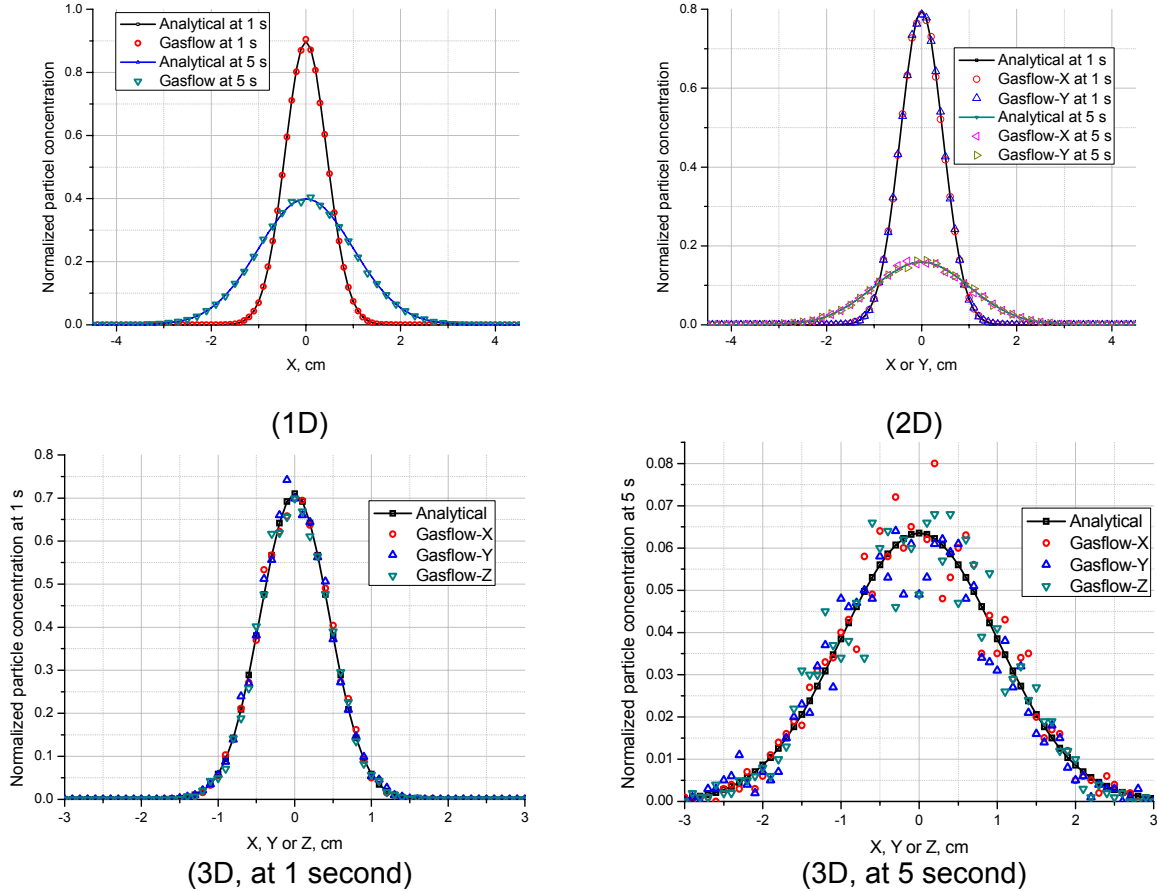 Normalized particel concentration
1.0
0.8
0.6
0.4
0.2
0.0
Analytical at 1 s
Gasflow at 1 s
Analytical at 5 s
Gasflow at 5 s
-4 -2 0 2 4
X, cm
(1D)
Normalized particel concentration
0.8
0.6
0.4
0.2
0.0
Analytical at 1 s
Gasflow-X at 1 s
Gasflow-Y at 1 s
Analytical at 5 s
Gasflow-X at 5 s
Gasflow-Y at 5 s
-4 -2 0 2 4
X or Y, cm
(2D)
Normalized particle concentration at 1 s
0.8
0.7
0.6
0.5
0.4
0.3
0.2
0.1
0.0
Analytical
Gasflow-X
Gasflow-Y
Gasflow-Z
-3 -2 -1 0 1 2 3
X, Y or Z, cm
(3D, at 1 second)
Normalized particle concentration at 5 s
0.08
0.07
0.06
0.05
0.04
0.03
0.02
0.01
0.00
Analytical
Gasflow-X
Gasflow-Y
Gasflow-Z
-3 -2 -1 0 1 2 3
X, Y or Z, cm
(3D, at 5 second)